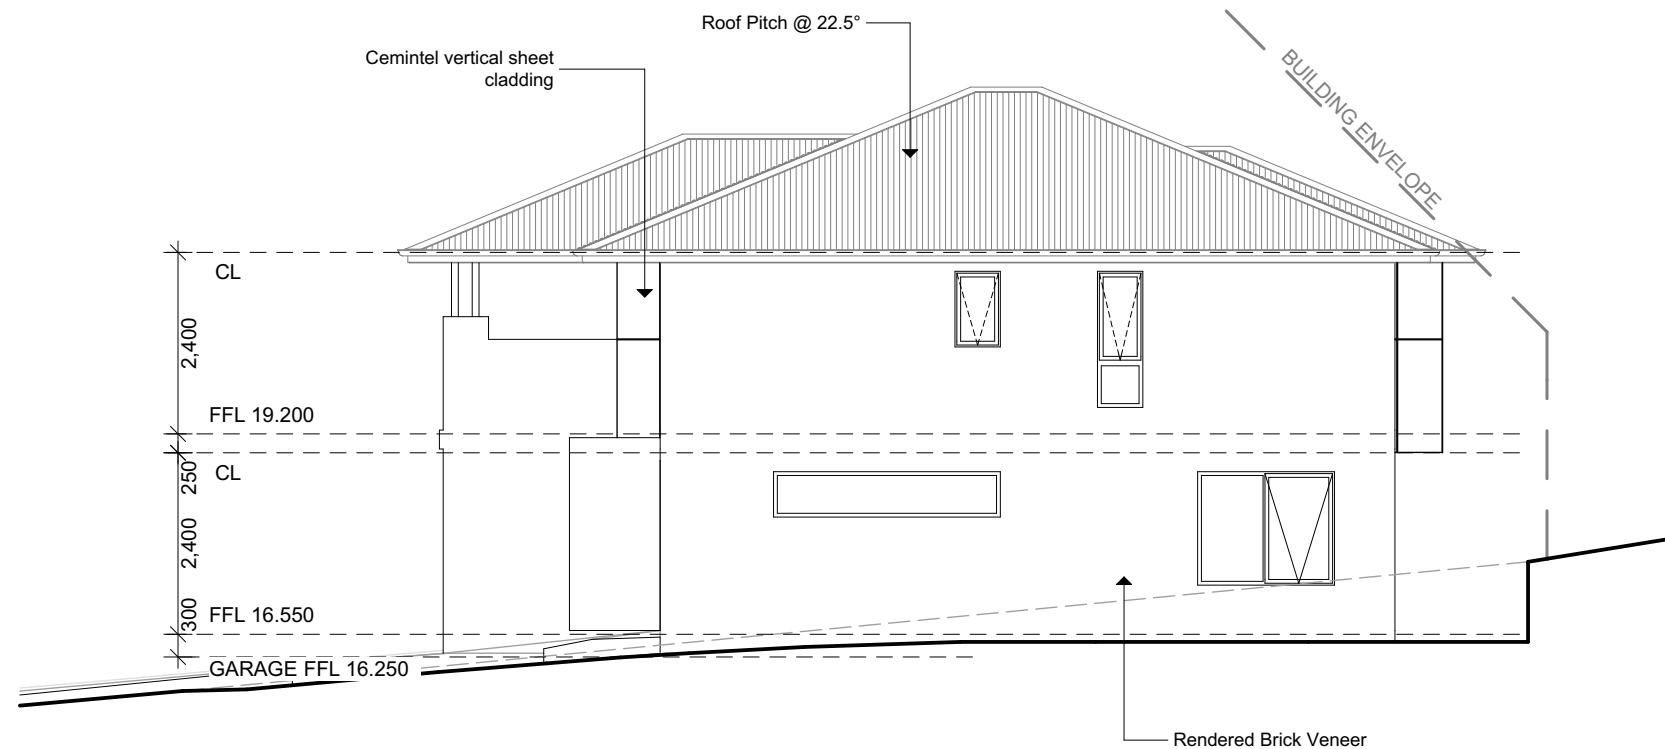 Roof Pitch @ 22.5°
Cemintel vertical sheet
cladding
BUILDING ENVELOPE
CL
2,400
FFL 19.200
250
CL
2,400
FFL 16.550
300
GARAGE FFL 16.250
Rendered Brick Veneer